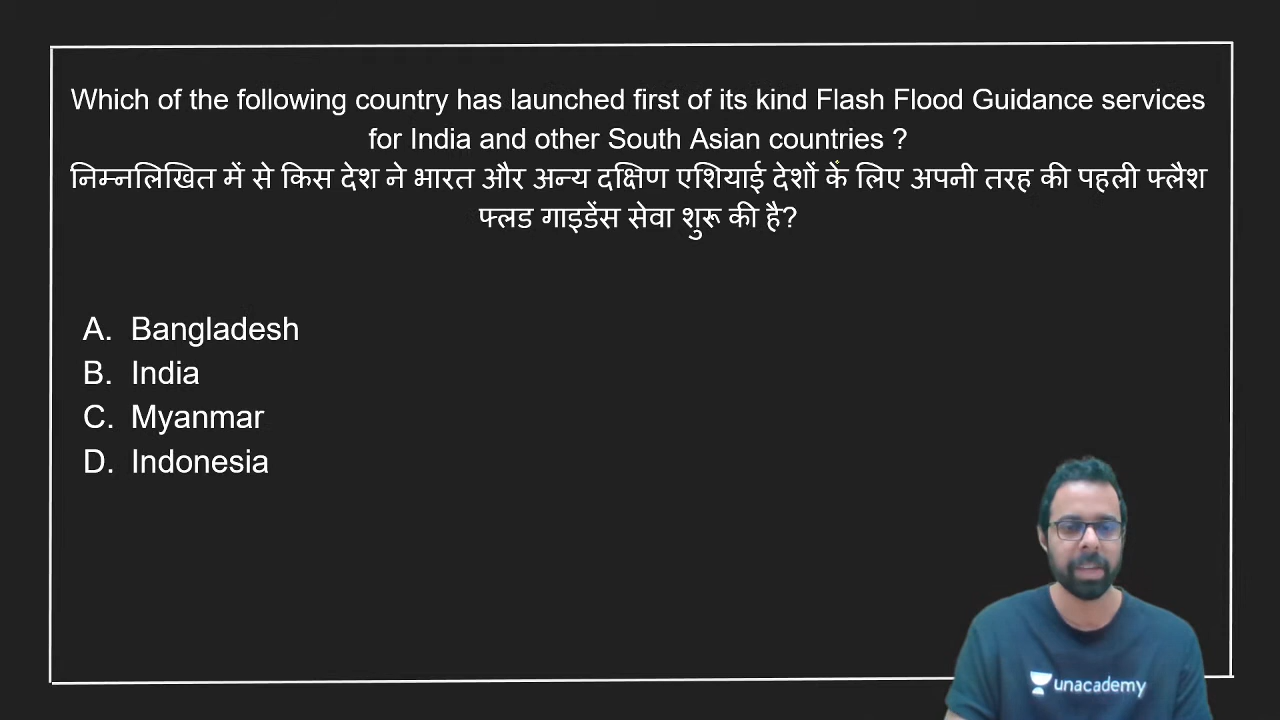 Which of the following country has launched first of its kind Flash Flood Guidance services
for India and other South Asian countries ?
निम्नलिखित में से किस देश ने भारत और अन्य दक्षिण एशियाई देशों के लिए अपनी तरह की पहली फ्लैश
फ्लड गाइडेंस सेवा शुरू की है?
A. Bangladesh
B. India
C. Myanmar
D. Indonesia
unacademy